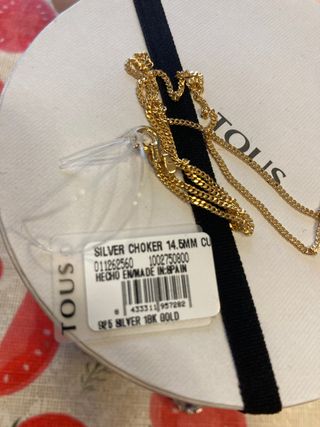 TOUS
SILVER CHOKER 14.5MM CU
011262560 1002750800
HECHO EN/MADE IN:SPAIN
8 433311 957282
925 SILVER 18K GOLD
TOUS